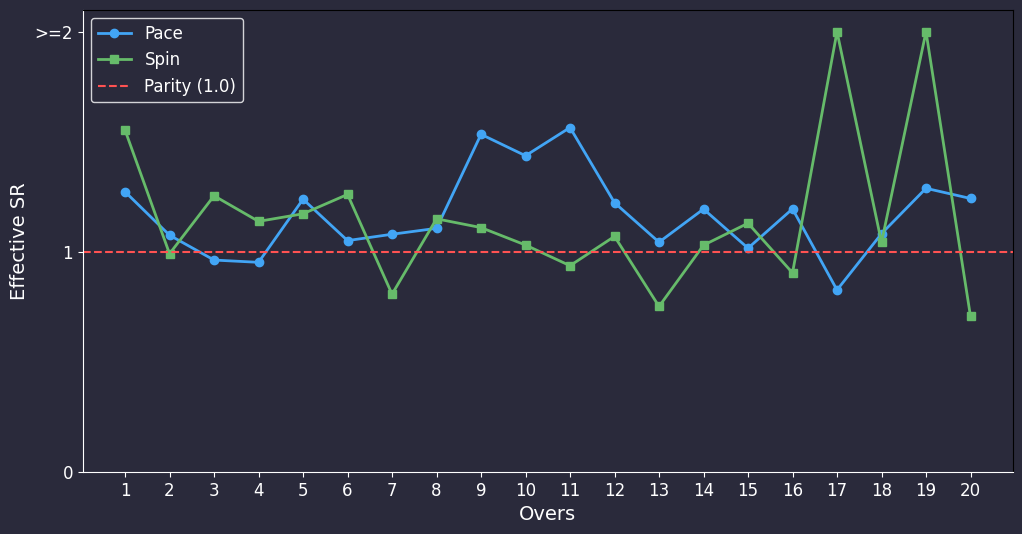 >=2
Pace
Spin
Parity (1.0)
Effective SR
1
0
1 2 3 4 5 6 7 8 9 10 11 12 13 14 15 16 17 18 19 20
Overs